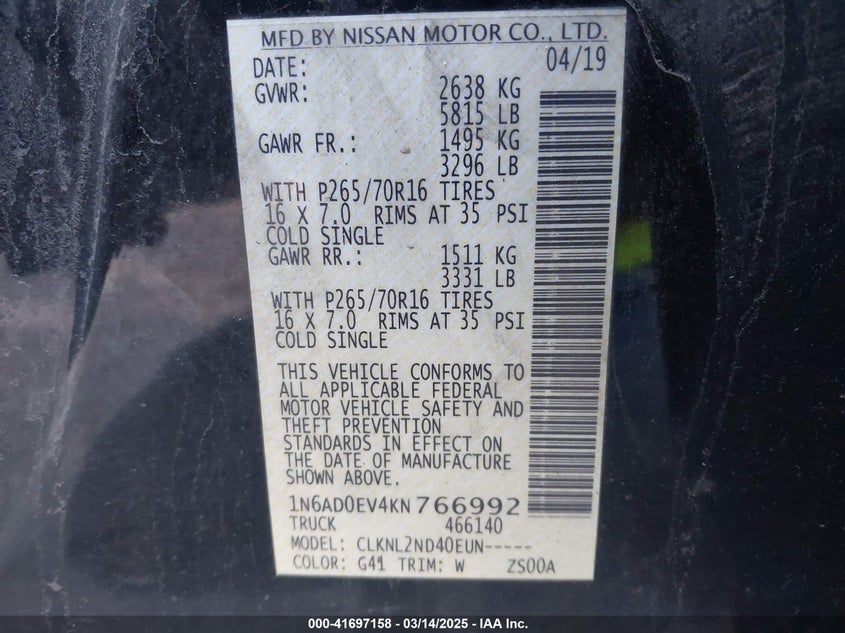 MFD BY NISSAN MOTOR CO., LTD.
DATE: 04/19
GVWR: 2638 KG
5815 LB
GAWR FR.: 1495 KG
3296 LB
WITH P265/70R16 TIRES
16 X 7.0 RIMS AT 35 PSI
COLD SINGLE
GAWR RR.: 1511 KG
3331 LB
WITH P265/70R16 TIRES
16 X 7.0 RIMS AT 35 PSI
COLD SINGLE
THIS VEHICLE CONFORMS TO
ALL APPLICABLE FEDERAL
MOTOR VEHICLE SAFETY AND
THEFT PREVENTION
STANDARDS IN EFFECT ON
THE DATE OF MANUFACTURE
SHOWN ABOVE.
1N6AD0EV4KN766992
TRUCK 466140
MODEL: CLKNL2ND40EUN-----
COLOR: G41 TRIM: W ZS00A
000-41697158 - 03/14/2025 - IAA Inc.